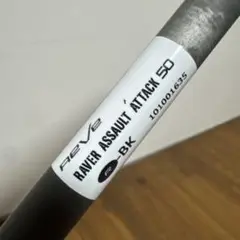 ReVe
RAVER ASSAULT ATTACK 50
R-BK
101001635